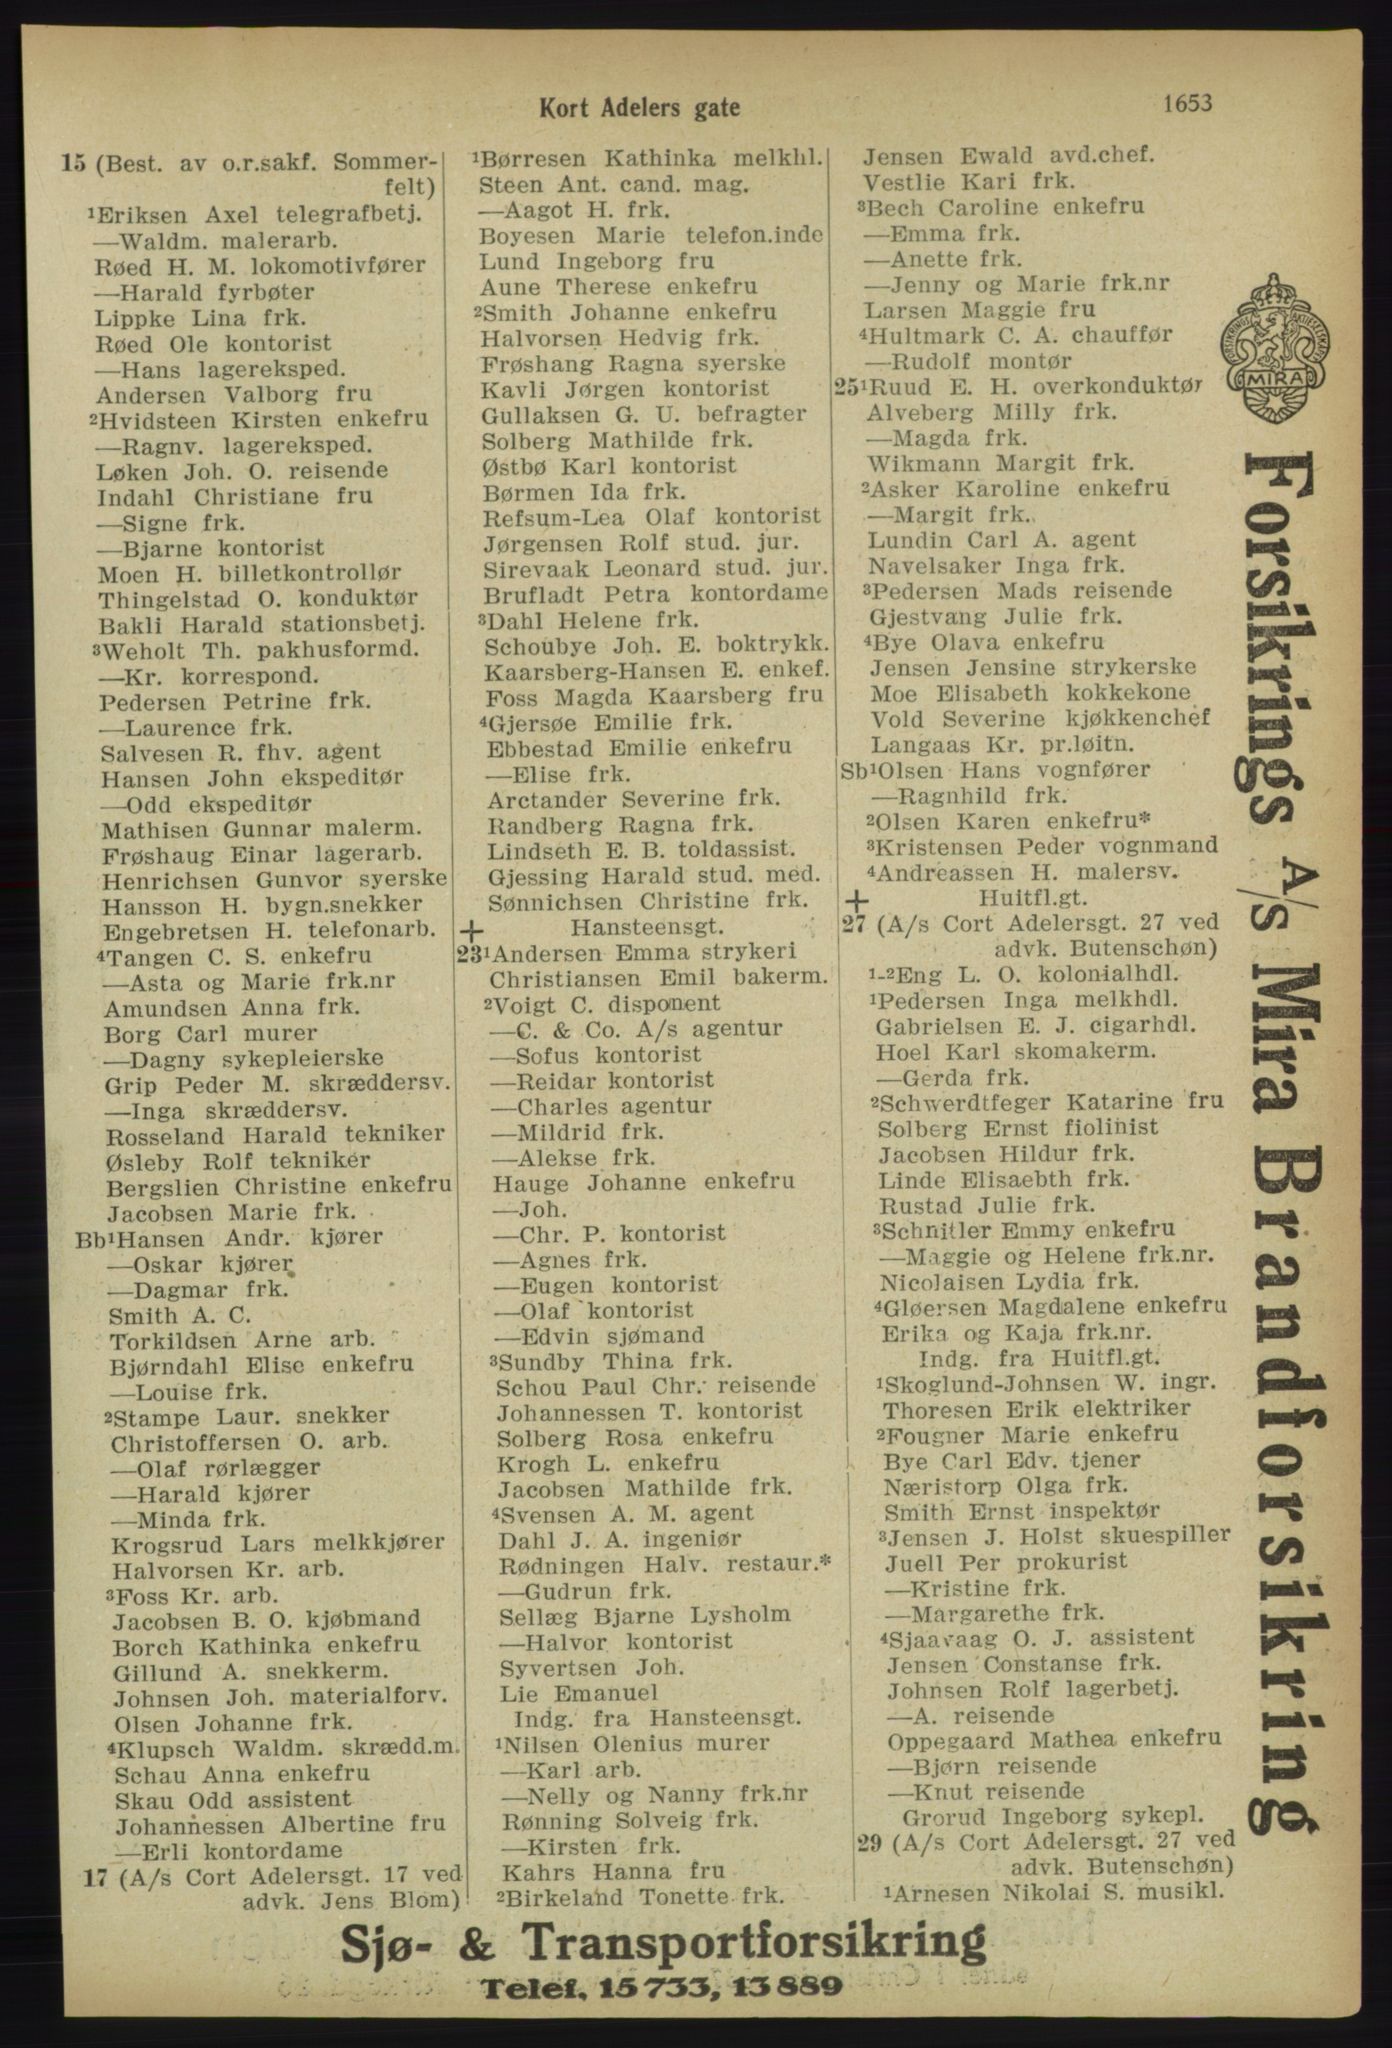 Kort Adelers gate
1653
15 (Best. av o.r.sakf. Sommer-
felt)
¹Eriksen Axel telegrafbetj.
—Waldm. malerarb.
Røed H. M. lokomotivfører
—Harald fyrbøter
Lippke Lina frk.
Røed Ole kontorist
—Hans lagereksped.
Andersen Valborg fru
²Hvidsteen Kirsten enkefru
—Ragnv. lagereksped.
Løken Joh. O. reisende
Indahl Christiane fru
—Signe frk.
—Bjarne kontorist
Moen H. billetkontrollør
Thingelstad O. konduktør
Bakli Harald stationsbetj.
³Weholt Th. pakhusformd.
—Kr. korrespond.
Pedersen Petrine frk.
—Laurence frk.
Salvesen R. fhv. agent
Hansen John ekspeditør
—Odd ekspeditør
Mathisen Gunnar malerm.
Frøshaug Einar lagerarb.
Henrichsen Gunvor syerske
Hansson H. bygn.snekker
Engebretsen H. telefonarb.
⁴Tangen C. S. enkefru
—Asta og Marie frk.nr
Amundsen Anna frk.
Borg Carl murer
—Dagny sykepleierske
Grip Peder M. skræddersv.
—Inga skræddersv.
Rosseland Harald tekniker
Øsleby Rolf tekniker
Bergslien Christine enkefru
Jacobsen Marie frk.
Bb¹Hansen Andr. kjører
—Oskar kjører
—Dagmar frk.
Smith A. C.
Torkildsen Arne arb.
Bjørndahl Elise enkefru
—Louise frk.
²Stampe Laur. snekker
Christoffersen O. arb.
—Olaf rørlægger
—Harald kjører
—Minda frk.
Krogsrud Lars melkkjører
Halvorsen Kr. arb.
³Foss Kr. arb.
Jacobsen B. O. kjøbmand
Borch Kathinka enkefru
Gillund A. snekkerm.
Johnsen Joh. materialforv.
Olsen Johanne frk.
⁴Klupsch Waldm. skrædd.m.
Schau Anna enkefru
Skau Odd assistent
Johannessen Albertine fru
—Erli kontordame
17 (A/s Cort Adelersgt. 17 ved
advk. Jens Blom)
¹Børresen Kathinka melkhl.
Steen Ant. cand. mag.
—Aagot H. frk.
Boyesen Marie telefon.inde
Lund Ingeborg fru
Aune Therese enkefru
²Smith Johanne enkefru
Halvorsen Hedvig frk.
Frøshang Ragna syerske
Kavli Jørgen kontorist
Gullaksen G. U. befragter
Solberg Mathilde frk.
Østbø Karl kontorist
Børmen Ida frk.
Refsum-Lea Olaf kontorist
Jørgensen Rolf stud. jur.
Sirevaak Leonard stud. jur.
Brufladt Petra kontordame
³Dahl Helene frk.
Schoubye Joh. E. boktrykk.
Kaarsberg-Hansen E. enkef.
Foss Magda Kaarsberg fru
⁴Gjersøe Emilie frk.
Ebbestad Emilie enkefru
—Elise frk.
Arctander Severine frk.
Randberg Ragna frk.
Lindseth E. B. toldassist.
Gjessing Harald stud. med.
Sønnichsen Christine frk.
+ Hansteensgt.
23¹Andersen Emma strykeri
Christiansen Emil bakerm.
²Voigt C. disponent
—C. & Co. A/s agentur
—Sofus kontorist
—Reidar kontorist
—Charles agentur
—Mildrid frk.
—Alekse frk.
Hauge Johanne enkefru
—Joh.
—Chr. P. kontorist
—Agnes frk.
—Eugen kontorist
—Olaf kontorist
—Edvin sjømand
³Sundby Thina frk.
Schou Paul Chr. reisende
Johannessen T. kontorist
Solberg Rosa enkefru
Krogh L. enkefru
Jacobsen Mathilde frk.
⁴Svensen A. M. agent
Dahl J. A. ingeniør
Rødningen Halv. restaur.*
—Gudrun frk.
Sellæg Bjarne Lysholm
—Halvor kontorist
Syvertsen Joh.
Lie Emanuel
Indg. fra Hansteensgt.
¹Nilsen Olenius murer
—Karl arb.
—Nelly og Nanny frk.nr
Rønning Solveig frk.
—Kirsten frk.
Kahrs Hanna fru
²Birkeland Tonette frk.
Jensen Ewald avd.chef.
Vestlie Kari frk.
³Bech Caroline enkefru
—Emma frk.
—Anette frk.
—Jenny og Marie frk.nr
Larsen Maggie fru
⁴Hultmark C. A. chauffør
—Rudolf montør
25¹Ruud E. H. overkonduktør
Alveberg Milly frk.
—Magda frk.
Wikmann Margit frk.
²Asker Karoline enkefru
—Margit frk.
Lundin Carl A. agent
Navelsaker Inga frk.
³Pedersen Mads reisende
Gjestvang Julie frk.
⁴Bye Olava enkefru
Jensen Jensine strykerske
Moe Elisabeth kokkekone
Vold Severine kjøkkenchef
Langaas Kr. pr.løitn.
Sb¹Olsen Hans vognfører
—Ragnhild frk.
²Olsen Karen enkefru*
³Kristensen Peder vognmand
⁴Andreassen H. malersv.
+ Huitfl.gt.
27 (A/s Cort Adelersgt. 27 ved
advk. Butenschøn)
¹-²Eng L. O. kolonialhdl.
¹Pedersen Inga melkhdl.
Gabrielsen E. J. cigarhdl.
Hoel Karl skomakerm.
—Gerda frk.
²Schwerdtfeger Katarine fru
Solberg Ernst fiolinist
Jacobsen Hildur frk.
Linde Elisaebth frk.
Rustad Julie frk.
³Schnitler Emmy enkefru
—Maggie og Helene frk.nr.
Nicolaisen Lydia frk.
⁴Gløersen Magdalene enkefru
Erika og Kaja frk.nr.
Indg. fra Huitfl.gt.
¹Skoglund-Johnsen W. ingr.
Thoresen Erik elektriker
²Fougner Marie enkefru
Bye Carl Edv. tjener
Næristorp Olga frk.
Smith Ernst inspektør
³Jensen J. Holst skuespiller
Juell Per prokurist
—Kristine frk.
—Margarethe frk.
⁴Sjaavaag O. J. assistent
Jensen Constanse frk.
Johnsen Rolf lagerbetj.
—A. reisende
Oppegaard Mathea enkefru
—Bjørn reisende
—Knut reisende
Grorud Ingeborg sykepl.
29 (A/s Cort Adelersgt. 27 ved
advk. Butenschøn)
¹Arnesen Nikolai S. musikl.
MIRA
Forsikrings A/s Mira Brandforsikring
Sjø- & Transportforsikring
Telef. 15 733, 13 889